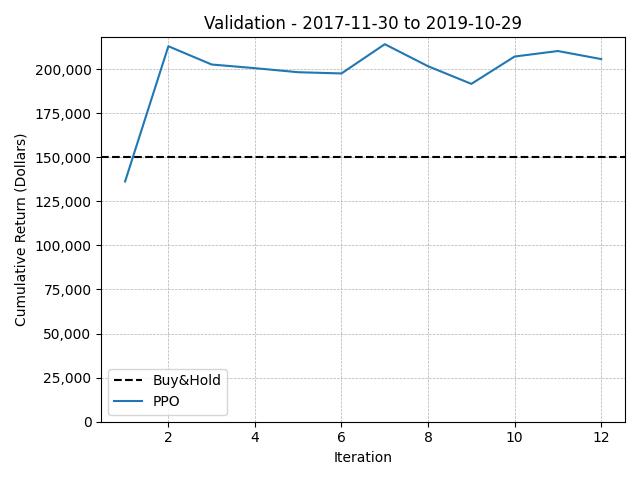 Validation - 2017-11-30 to 2019-10-29
Cumulative Return (Dollars)
200,000
175,000
150,000
125,000
100,000
75,000
50,000
25,000
0
Buy&Hold
PPO
2 4 6 8 10 12
Iteration